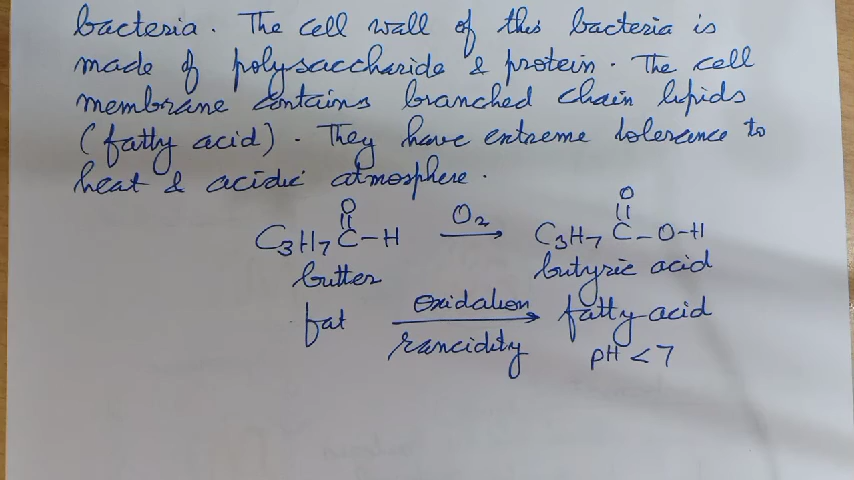 bacteria. The cell wall of this bacteria is
made of polysaccharide & protein. The cell
membrane contains branched chain lipids
(fatty acid). They have extreme tolerance to
heat & acidic atmosphere.
O O
|| O2 ||
C3H7 C-H → C3H7 C-O-H
butter butyric acid
fat oxidation → fatty acid
rancidity pH < 7